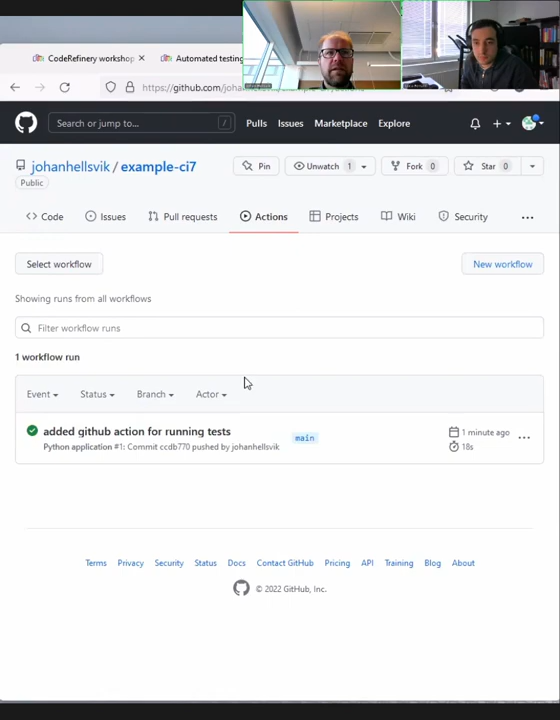 CodeRefinery workshop
Automated testing
https://github.com/joha
Search or jump to...
/
Pulls
Issues
Marketplace
Explore
johanhellsvik / example-ci7
Pin
Unwatch
1
Fork
0
Star
0
Public
Code
Issues
Pull requests
Actions
Projects
Wiki
Security
Select workflow
New workflow
Showing runs from all workflows
Filter workflow runs
1 workflow run
Event
Status
Branch
Actor
added github action for running tests
main
1 minute ago
Python application #1: Commit ccdb770 pushed by johanhellsvik
18s
Terms
Privacy
Security
Status
Docs
Contact GitHub
Pricing
API
Training
Blog
About
© 2022 GitHub, Inc.